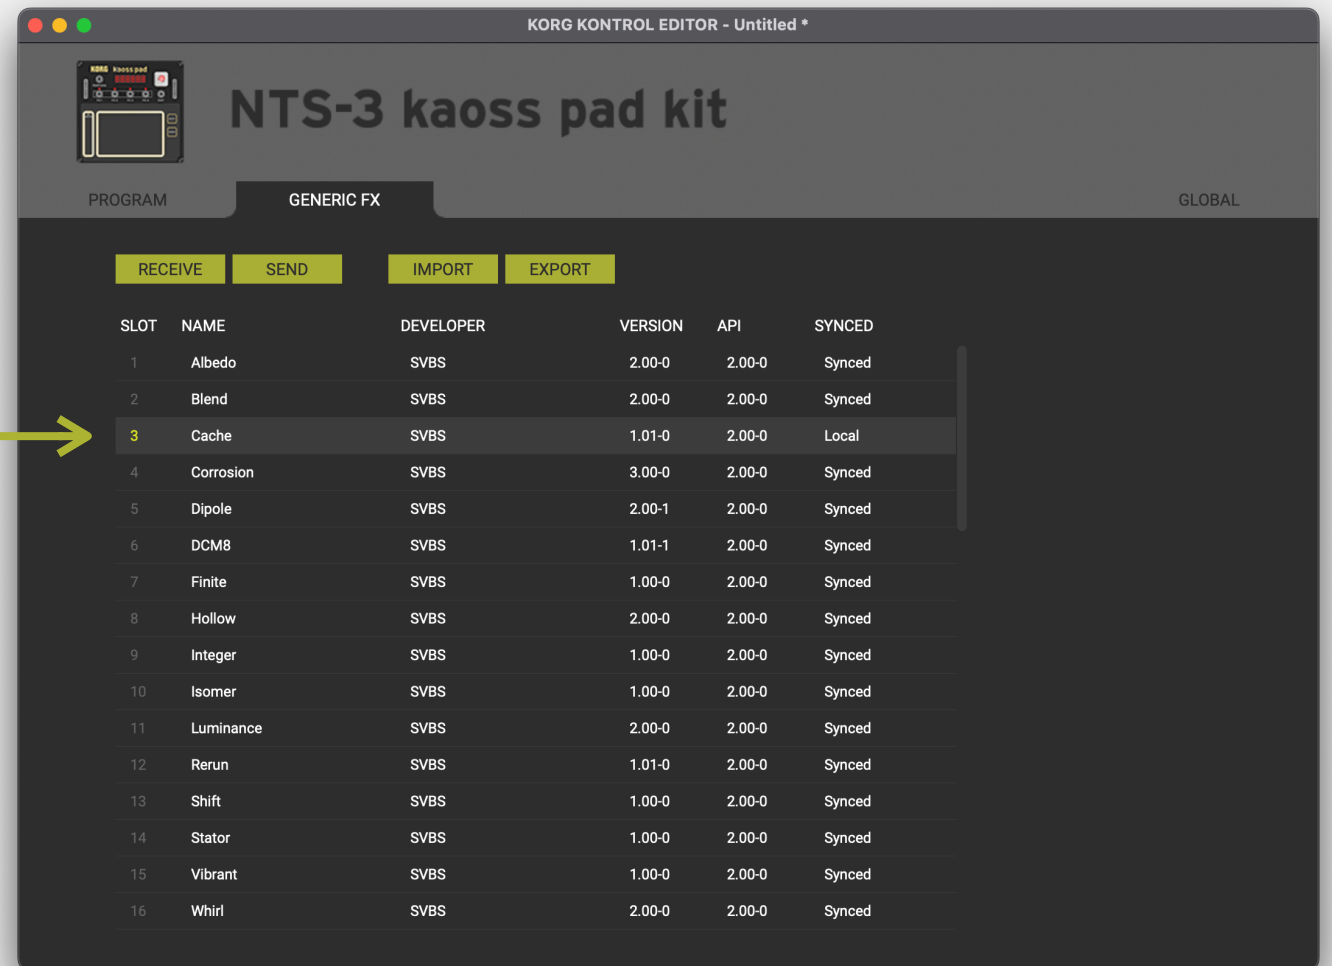 KORG KONTROL EDITOR - Untitled *
KORG kaoss pad
NTS-3 kaoss pad kit
PROGRAM GENERIC FX GLOBAL
RECEIVE SEND IMPORT EXPORT
SLOT NAME DEVELOPER VERSION API SYNCED
1 Albedo SVBS 2.00-0 2.00-0 Synced
2 Blend SVBS 2.00-0 2.00-0 Synced
3 Cache SVBS 1.01-0 2.00-0 Local
4 Corrosion SVBS 3.00-0 2.00-0 Synced
5 Dipole SVBS 2.00-1 2.00-0 Synced
6 DCM8 SVBS 1.01-1 2.00-0 Synced
7 Finite SVBS 1.00-0 2.00-0 Synced
8 Hollow SVBS 2.00-0 2.00-0 Synced
9 Integer SVBS 1.00-0 2.00-0 Synced
10 Isomer SVBS 1.00-0 2.00-0 Synced
11 Luminance SVBS 2.00-0 2.00-0 Synced
12 Rerun SVBS 1.01-0 2.00-0 Synced
13 Shift SVBS 1.00-0 2.00-0 Synced
14 Stator SVBS 1.00-0 2.00-0 Synced
15 Vibrant SVBS 1.00-0 2.00-0 Synced
16 Whirl SVBS 2.00-0 2.00-0 Synced